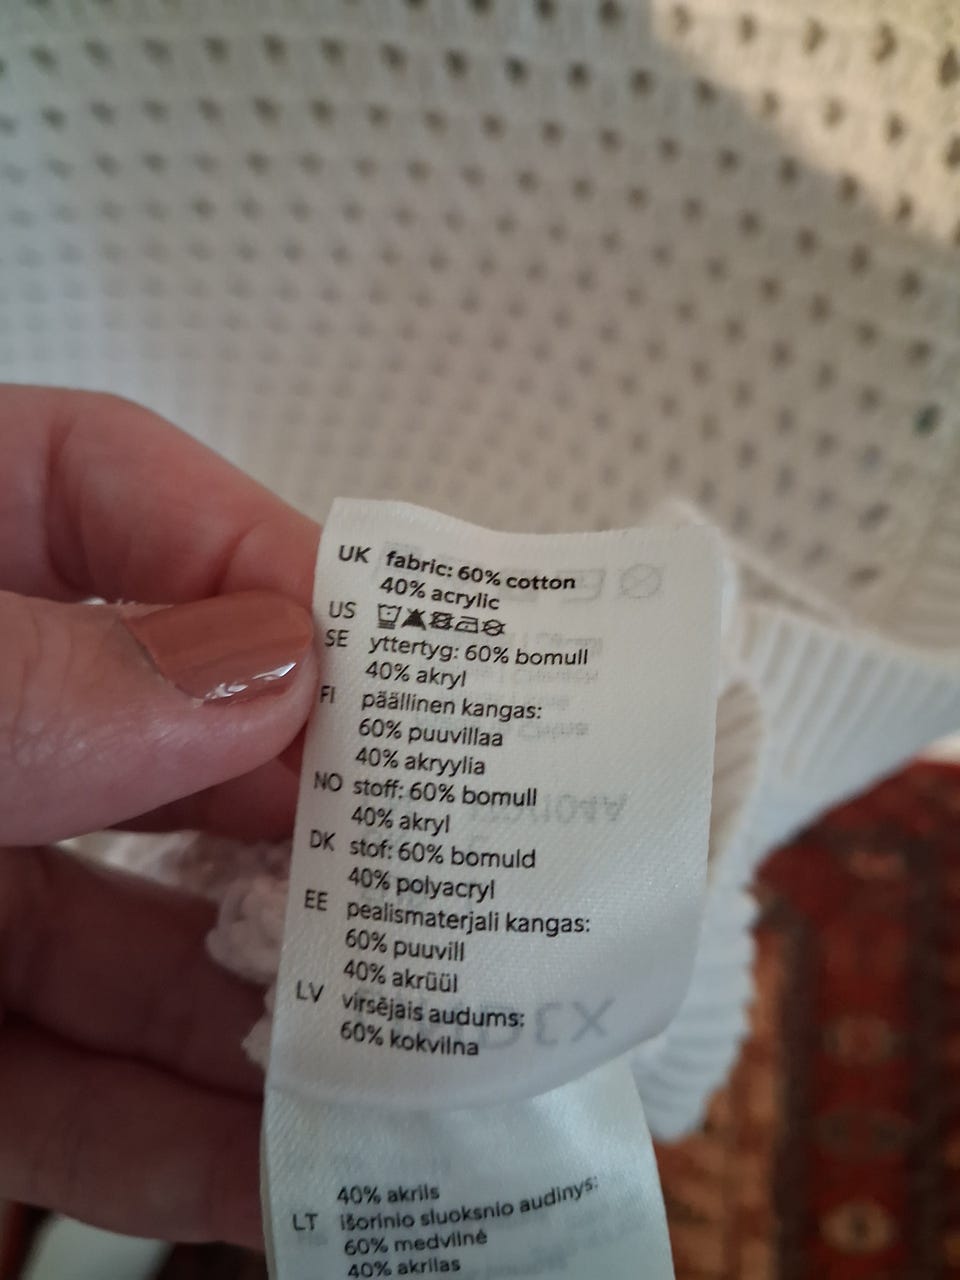 UK fabric: 60% cotton
40% acrylic
US
SE yttertyg: 60% bomull
40% akryl
FI päällinen kangas:
60% puuvillaa
40% akryylia
NO stoff: 60% bomull
40% akryl
DK stof: 60% bomuld
40% polyacryl
EE pealismaterjali kangas:
60% puuvill
40% akrüül
LV virsējais audums:
60% kokvilna
40% akrils
LT išorinio sluoksnio audinys:
60% medvilnė
40% akrilas